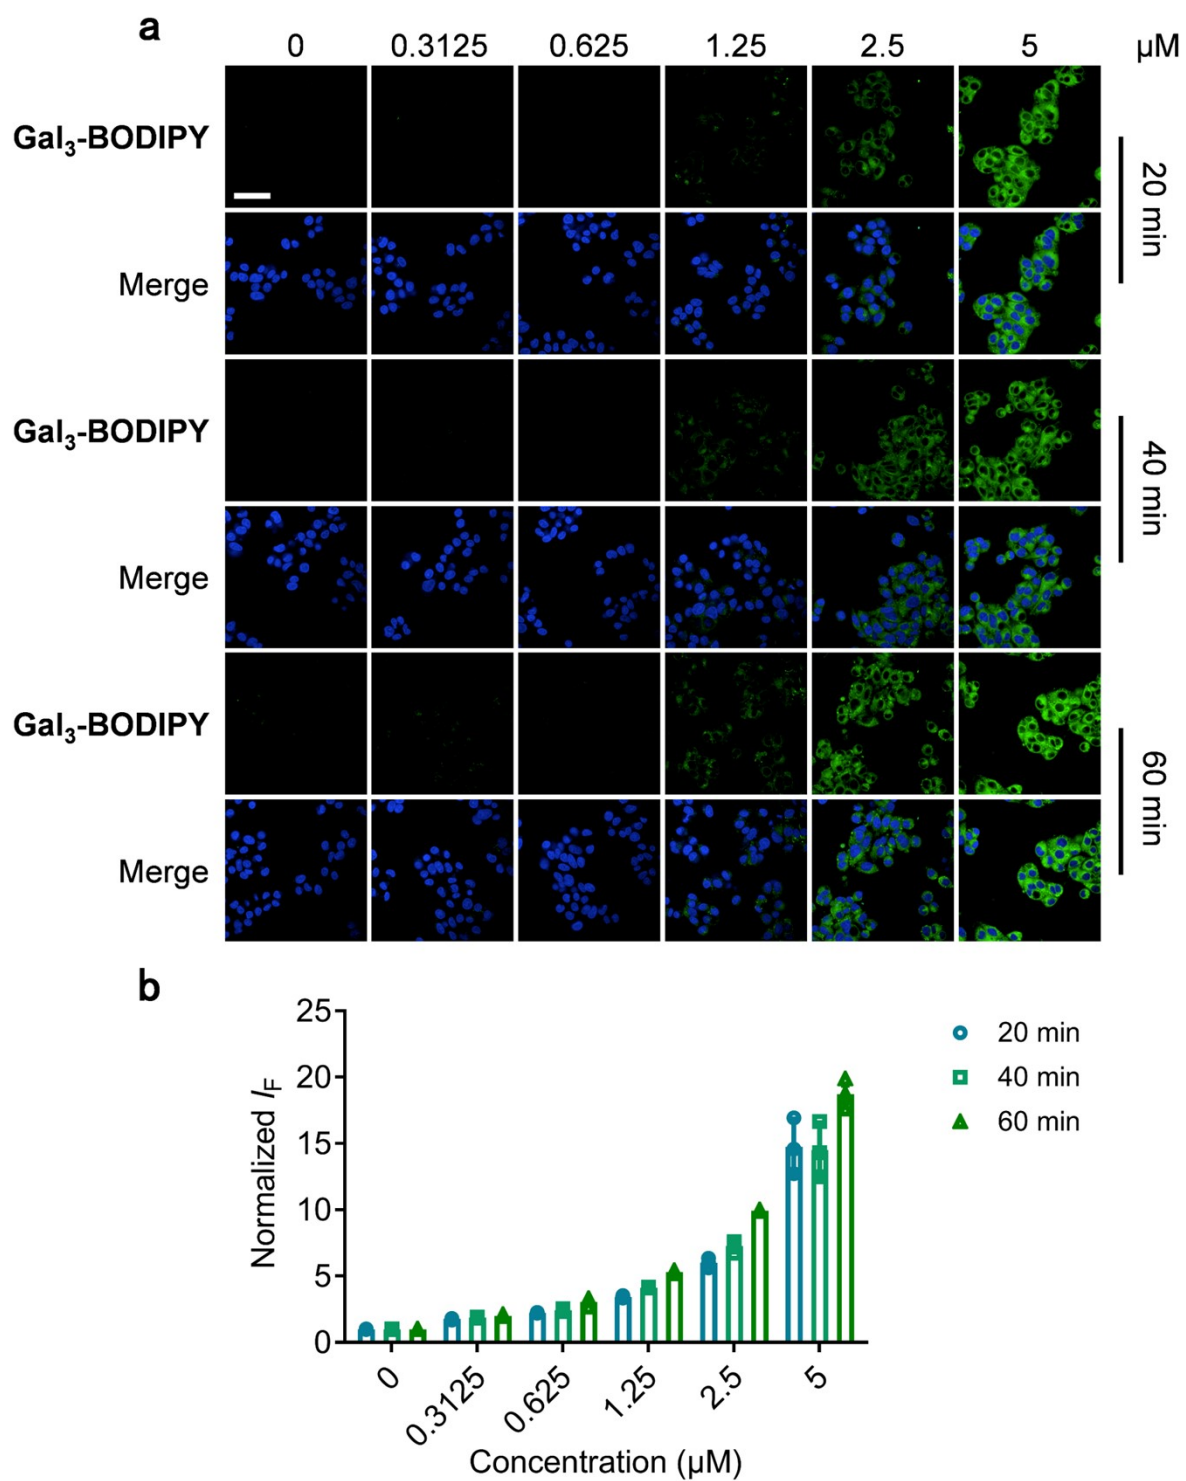 a
0 0.3125 0.625 1.25 2.5 5 µM
Gal₃-BODIPY
20 min
Merge
Gal₃-BODIPY
40 min
Merge
Gal₃-BODIPY
60 min
Merge
b
25
20
15
10
5
0
Normalized I_F
20 min
40 min
60 min
0 0.3125 0.625 1.25 2.5 5
Concentration (µM)